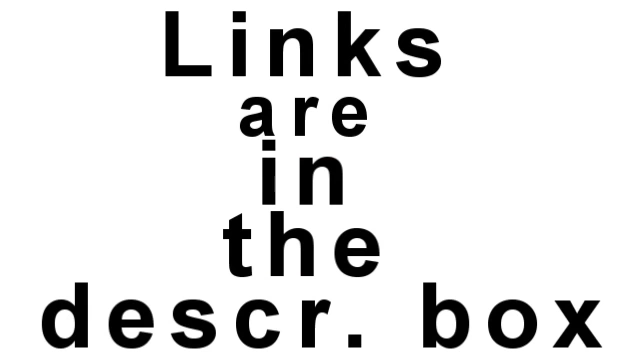 Links
are
in
the
descr. box